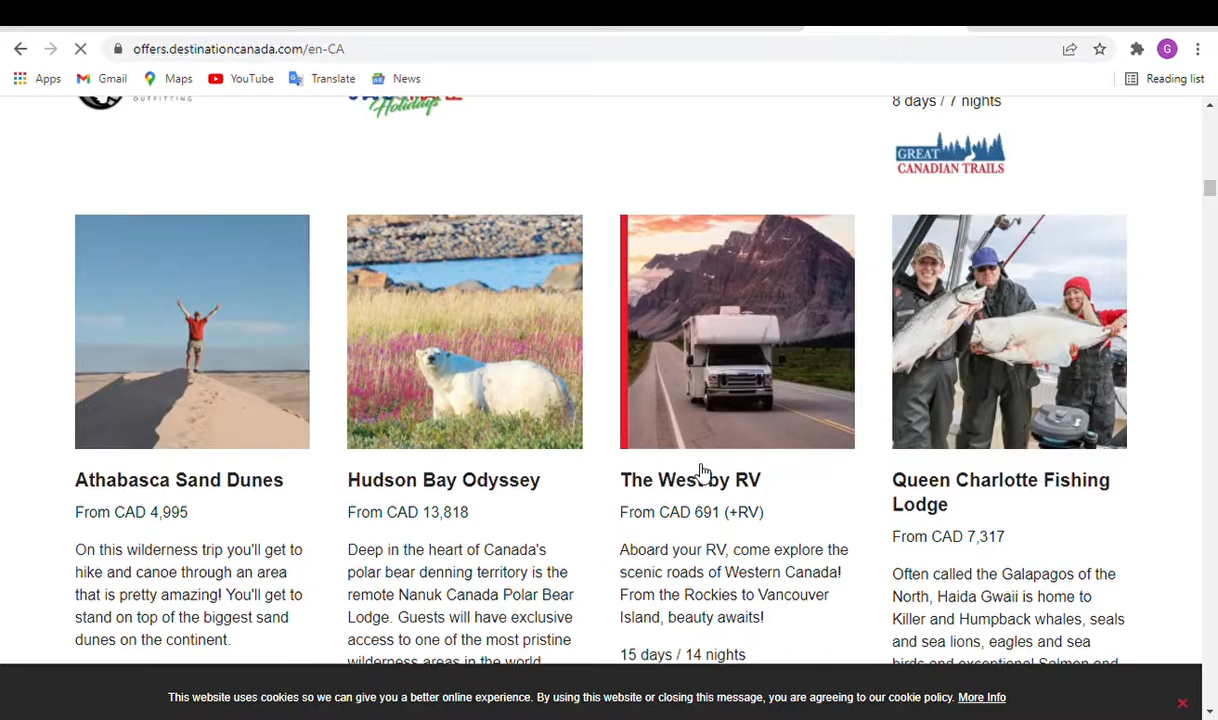 offers.destinationcanada.com/en-CA
G
Apps
Gmail
Maps
YouTube
Translate
News
Reading list
OUTFITTING
Holidays
8 days / 7 nights
GREAT
CANADIAN TRAILS
Athabasca Sand Dunes
From CAD 4,995
On this wilderness trip you'll get to
hike and canoe through an area
that is pretty amazing! You'll get to
stand on top of the biggest sand
dunes on the continent.
Hudson Bay Odyssey
From CAD 13,818
Deep in the heart of Canada's
polar bear denning territory is the
remote Nanuk Canada Polar Bear
Lodge. Guests will have exclusive
access to one of the most pristine
wilderness areas in the world
The West by RV
From CAD 691 (+RV)
Aboard your RV, come explore the
scenic roads of Western Canada!
From the Rockies to Vancouver
Island, beauty awaits!
15 days / 14 nights
Queen Charlotte Fishing
Lodge
From CAD 7,317
Often called the Galapagos of the
North, Haida Gwaii is home to
Killer and Humpback whales, seals
and sea lions, eagles and sea
birds and exceptional Salmon and
This website uses cookies so we can give you a better online experience. By using this website or closing this message, you are agreeing to our cookie policy. More Info